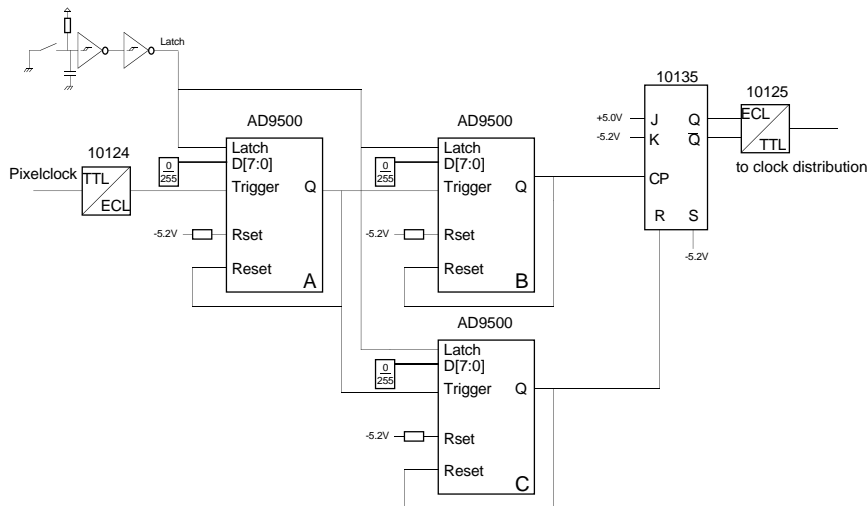 Latch
10135
10125
AD9500
AD9500
+5.0V
J
Q
ECL
Latch
Latch
-5.2V
K
Q
TTL
10124
D[7:0]
D[7:0]
0
255
0
255
to clock distribution
Pixelclock
TTL
Trigger
Q
Trigger
Q
CP
ECL
R
S
-5.2V
Rset
-5.2V
Rset
-5.2V
Reset
Reset
A
B
AD9500
Latch
D[7:0]
0
255
Trigger
Q
-5.2V
Rset
Reset
C